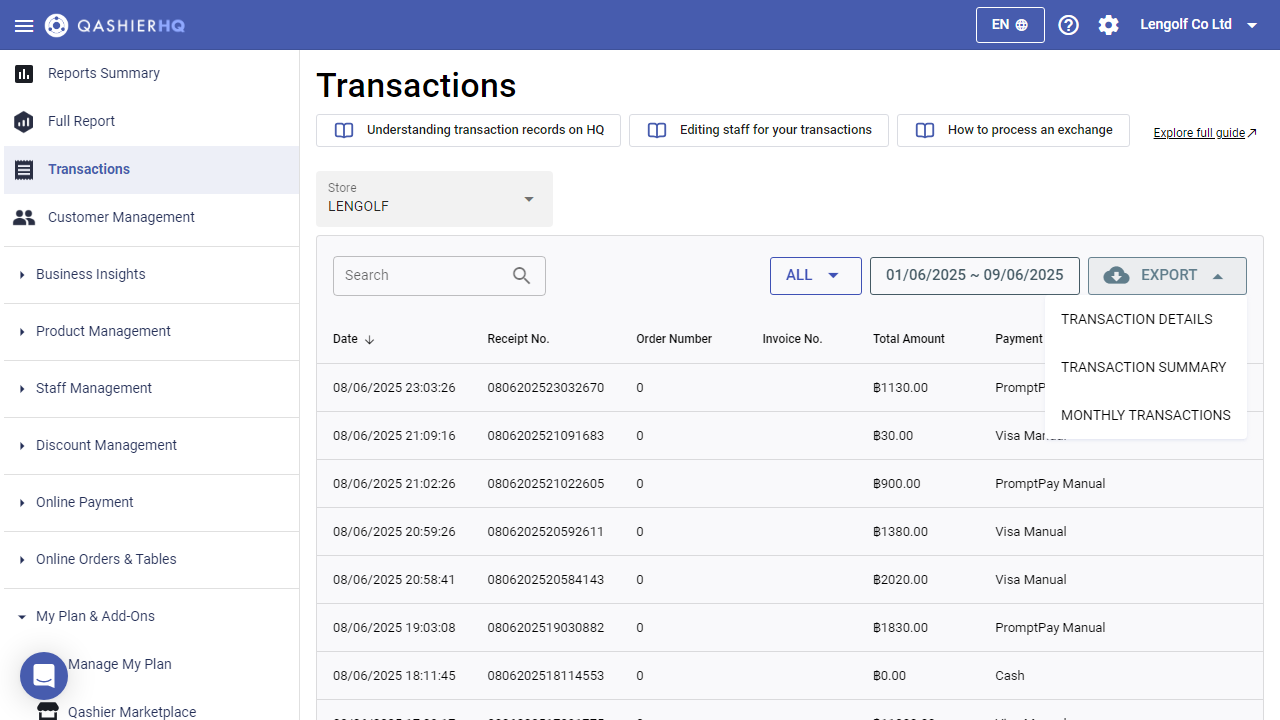 QASHIERHQ
EN
Lengolf Co Ltd
Reports Summary
Full Report
Transactions
Customer Management
Business Insights
Product Management
Staff Management
Discount Management
Online Payment
Online Orders & Tables
My Plan & Add-Ons
Manage My Plan
Qashier Marketplace
Transactions
Understanding transaction records on HQ
Editing staff for your transactions
How to process an exchange
Explore full guide
Store
LENGOLF
Search
ALL
01/06/2025 ~ 09/06/2025
EXPORT
TRANSACTION DETAILS
TRANSACTION SUMMARY
MONTHLY TRANSACTIONS
Date Receipt No. Order Number Invoice No. Total Amount Payment
08/06/2025 23:03:26 0806202523032670 0 ฿1130.00
08/06/2025 21:09:16 0806202521091683 0 ฿30.00 Visa Manual
08/06/2025 21:02:26 0806202521022605 0 ฿900.00 PromptPay Manual
08/06/2025 20:59:26 0806202520592611 0 ฿1380.00 Visa Manual
08/06/2025 20:58:41 0806202520584143 0 ฿2020.00 Visa Manual
08/06/2025 19:03:08 0806202519030882 0 ฿1830.00 PromptPay Manual
08/06/2025 18:11:45 0806202518114553 0 ฿0.00 Cash